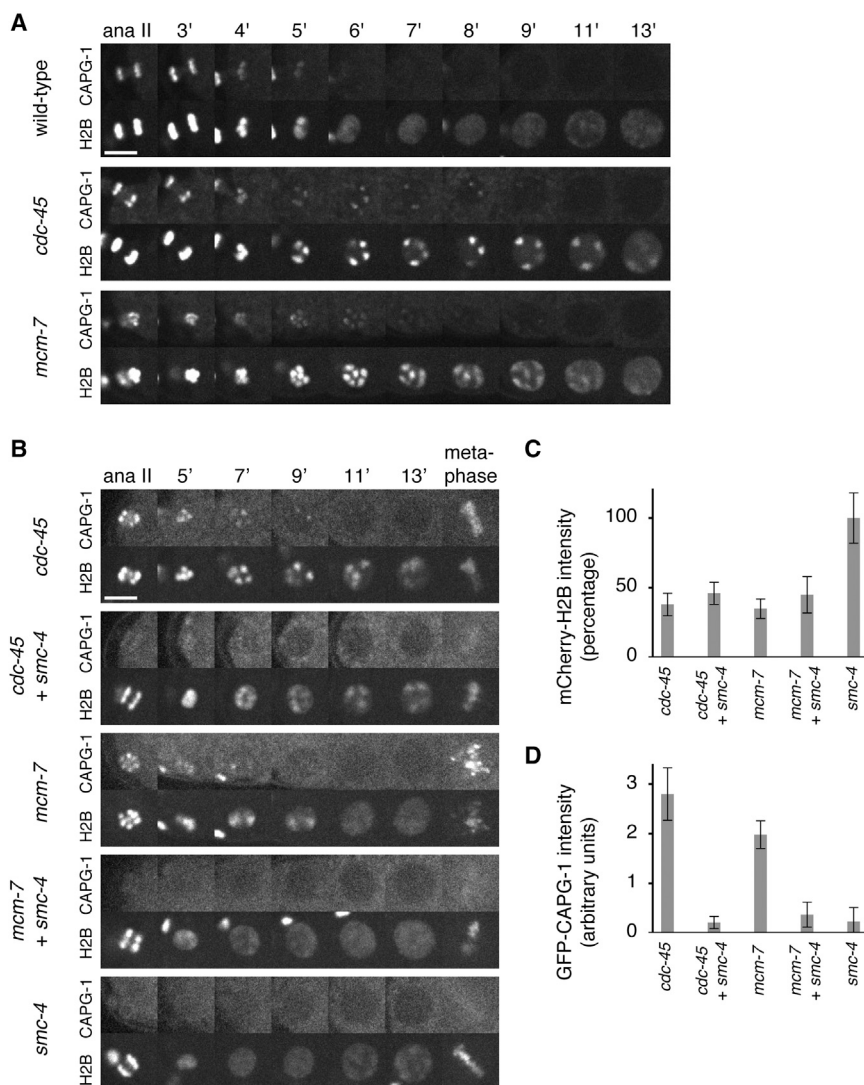 A
ana II 3' 4' 5' 6' 7' 8' 9' 11' 13'
wild-type
CAPG-1
H2B
cdc-45
CAPG-1
H2B
mcm-7
CAPG-1
H2B
B
ana II 5' 7' 9' 11' 13' meta-
phase
cdc-45
CAPG-1
H2B
cdc-45
+ smc-4
CAPG-1
H2B
mcm-7
CAPG-1
H2B
mcm-7
+ smc-4
CAPG-1
H2B
smc-4
CAPG-1
H2B
C
mCherry-H2B intensity
(percentage)
100
50
0
cdc-45
cdc-45
+ smc-4
mcm-7
mcm-7
+ smc-4
smc-4
D
GFP-CAPG-1 intensity
(arbitrary units)
3
2
1
0
cdc-45
cdc-45
+ smc-4
mcm-7
mcm-7
+ smc-4
smc-4